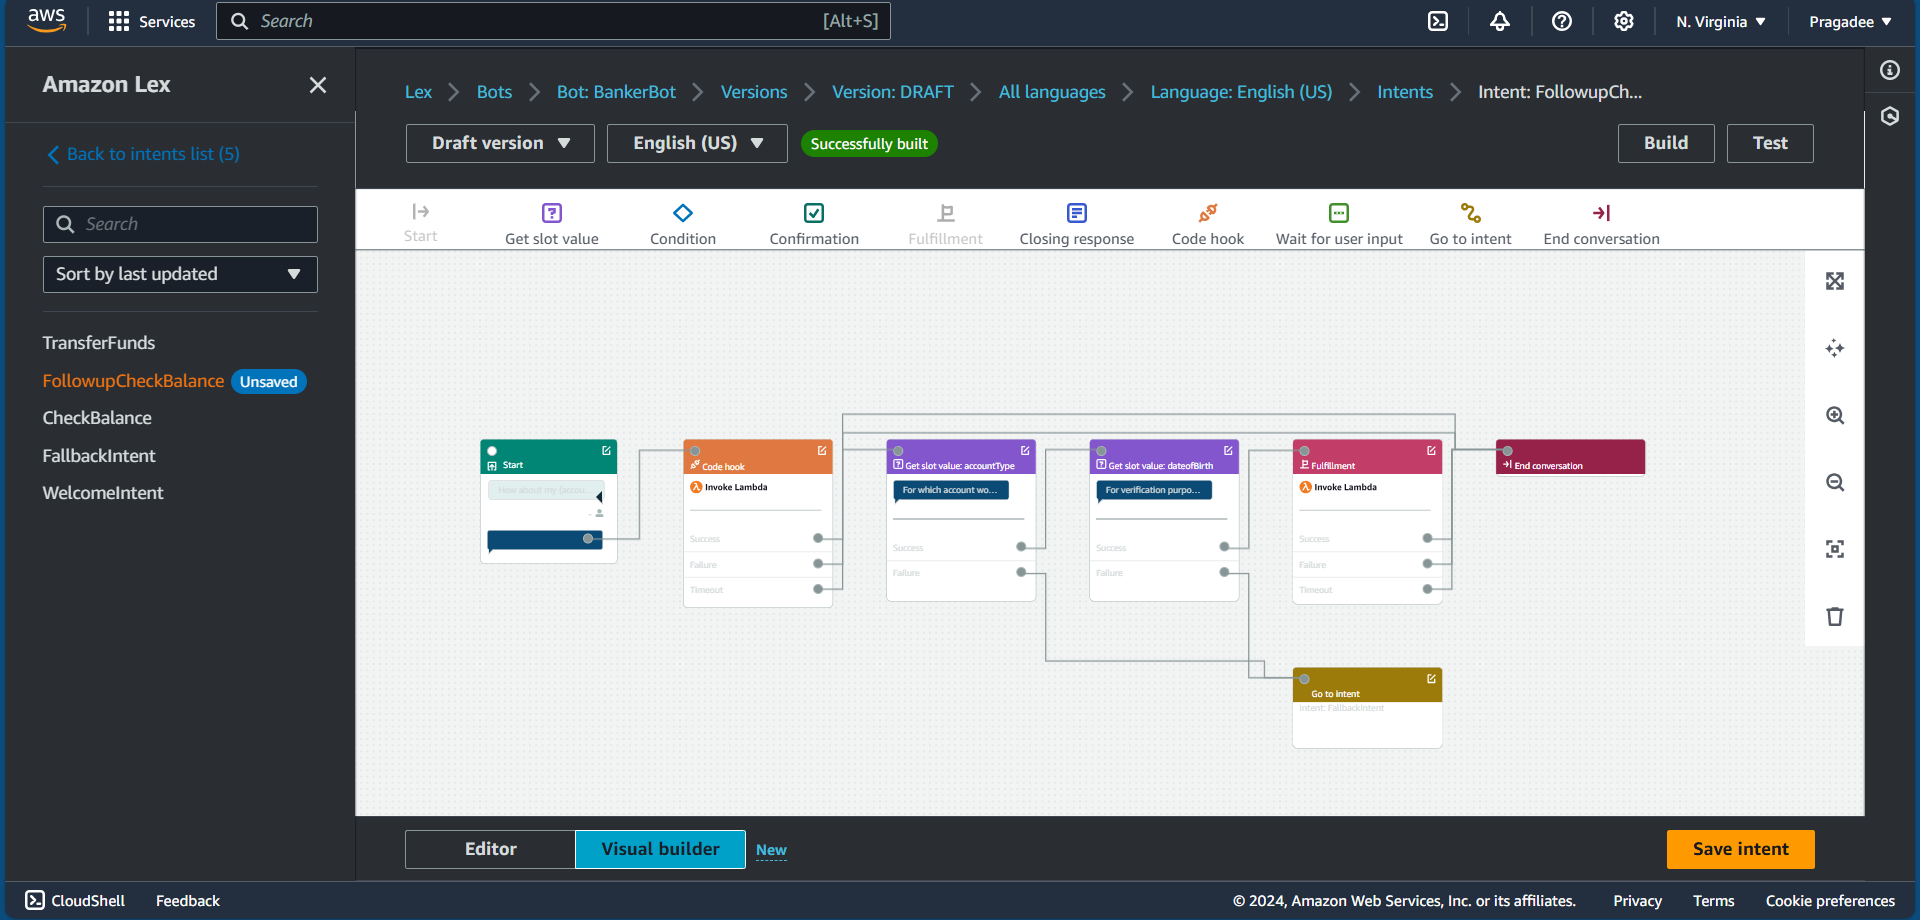 aws
Services
Search
[Alt+S]
N. Virginia
Pragadee
Amazon Lex
Back to intents list (5)
Search
Sort by last updated
TransferFunds
FollowupCheckBalance
Unsaved
CheckBalance
FallbackIntent
WelcomeIntent
Lex
Bots
Bot: BankerBot
Versions
Version: DRAFT
All languages
Language: English (US)
Intents
Intent: FollowupCh...
Draft version
English (US)
Successfully built
Build
Test
Start
Get slot value
Condition
Confirmation
Fulfillment
Closing response
Code hook
Wait for user input
Go to intent
End conversation
Start
How about my {accou...
Code hook
Invoke Lambda
Success
Failure
Timeout
Get slot value: accountType
For which account wo...
Success
Failure
Get slot value: dateofBirth
For verification purpo...
Success
Failure
Fulfillment
Invoke Lambda
Success
Failure
Timeout
End conversation
Go to intent
Intent: FallbackIntent
Editor
Visual builder
New
Save intent
CloudShell
Feedback
© 2024, Amazon Web Services, Inc. or its affiliates.
Privacy
Terms
Cookie preferences